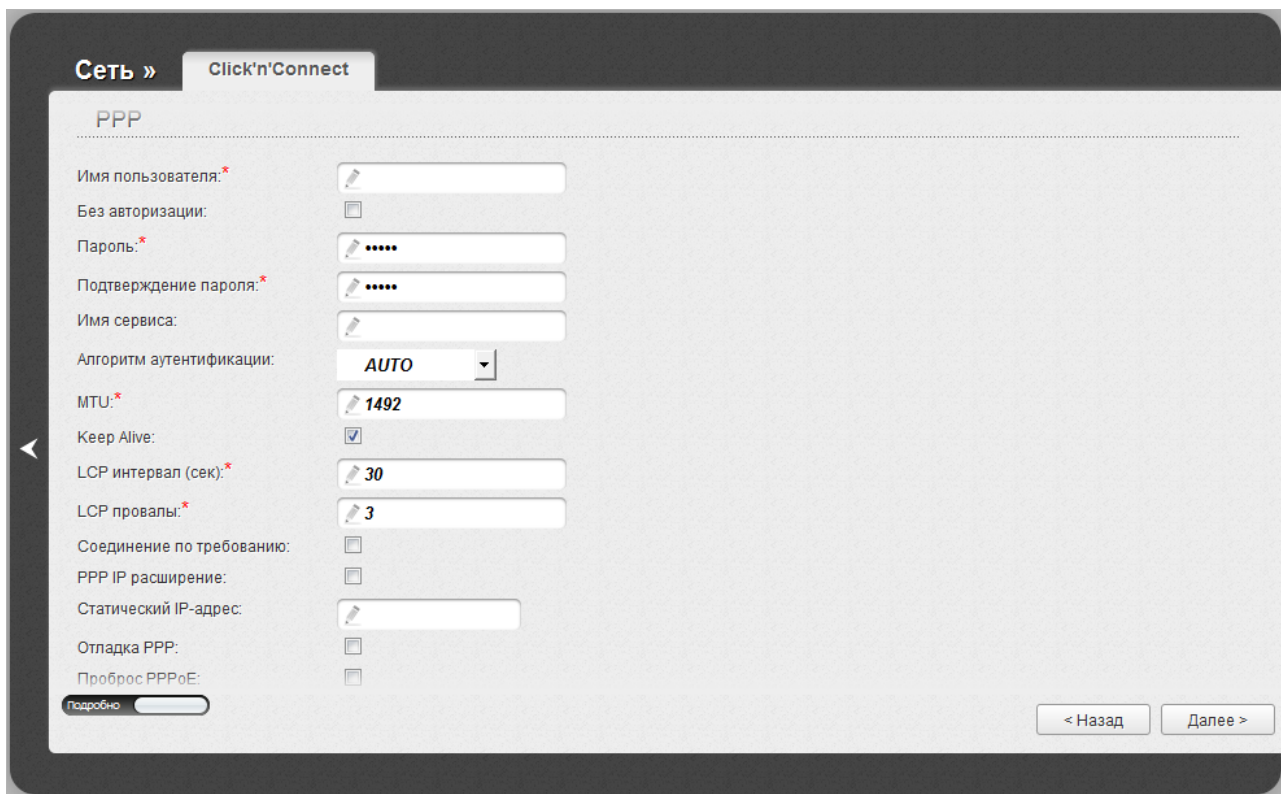 Сеть »
Click'n'Connect
PPP
Имя пользователя:*
Без авторизации:
Пароль:* •••••
Подтверждение пароля:* •••••
Имя сервиса:
Алгоритм аутентификации: AUTO
MTU:* 1492
Keep Alive:
LCP интервал (сек):* 30
LCP провалы:* 3
Соединение по требованию:
PPP IP расширение:
Статический IP-адрес:
Отладка PPP:
Проброс PPPoE:
Подробно
< Назад
Далее >